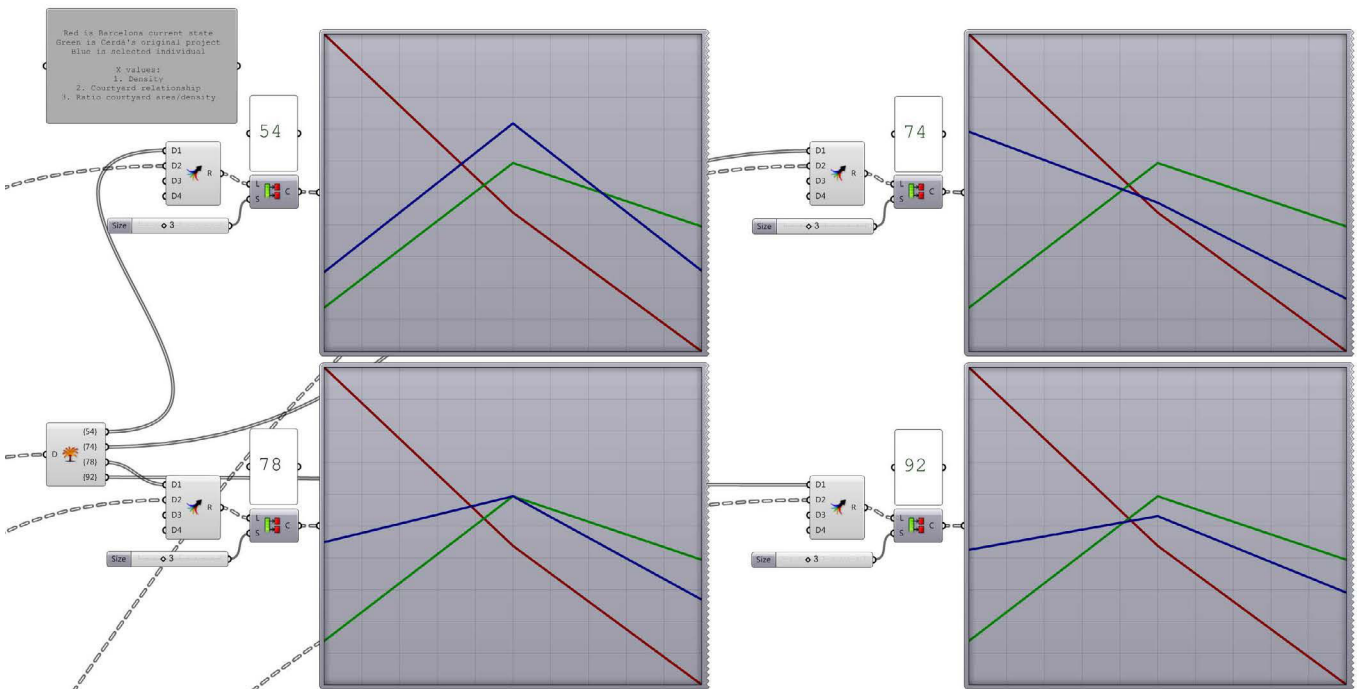 Red is Barcelona current state
Green is Cerdà's original project
Blue is selected individual
X values:
1. Density
2. Courtyard relationship
3. Ratio courtyard area/density
54
D1
D2
D3
D4
R
L
S
C
Size
3
74
D1
D2
D3
D4
R
L
S
C
Size
3
D
{54}
{74}
{78}
{92}
78
D1
D2
D3
D4
R
L
S
C
Size
3
92
D1
D2
D3
D4
R
L
S
C
Size
3